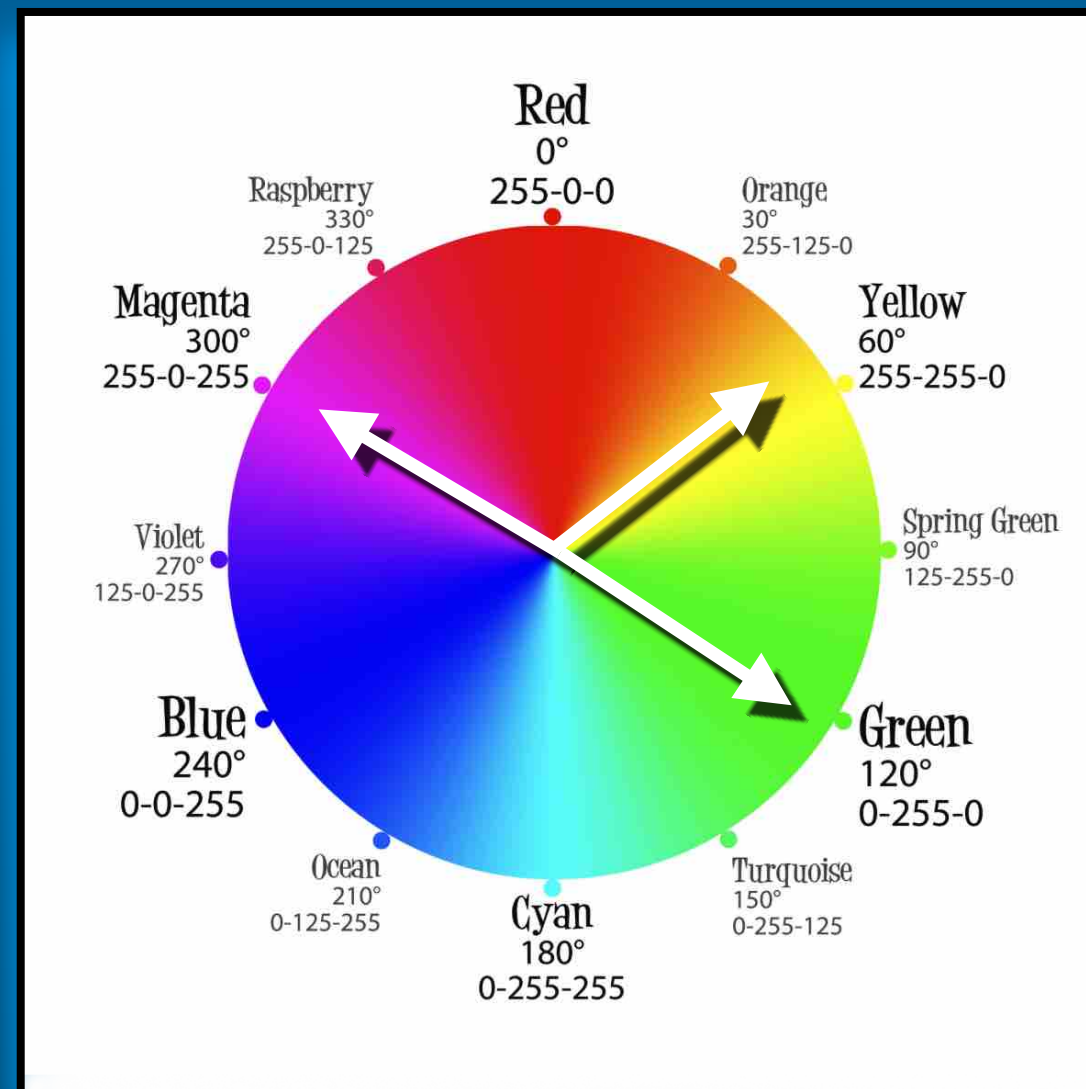 Red
0°
255-0-0
Orange
30°
255-125-0
Yellow
60°
255-255-0
Spring Green
90°
125-255-0
Green
120°
0-255-0
Turquoise
150°
0-255-125
Cyan
180°
0-255-255
Ocean
210°
0-125-255
Blue
240°
0-0-255
Violet
270°
125-0-255
Magenta
300°
255-0-255
Raspberry
330°
255-0-125